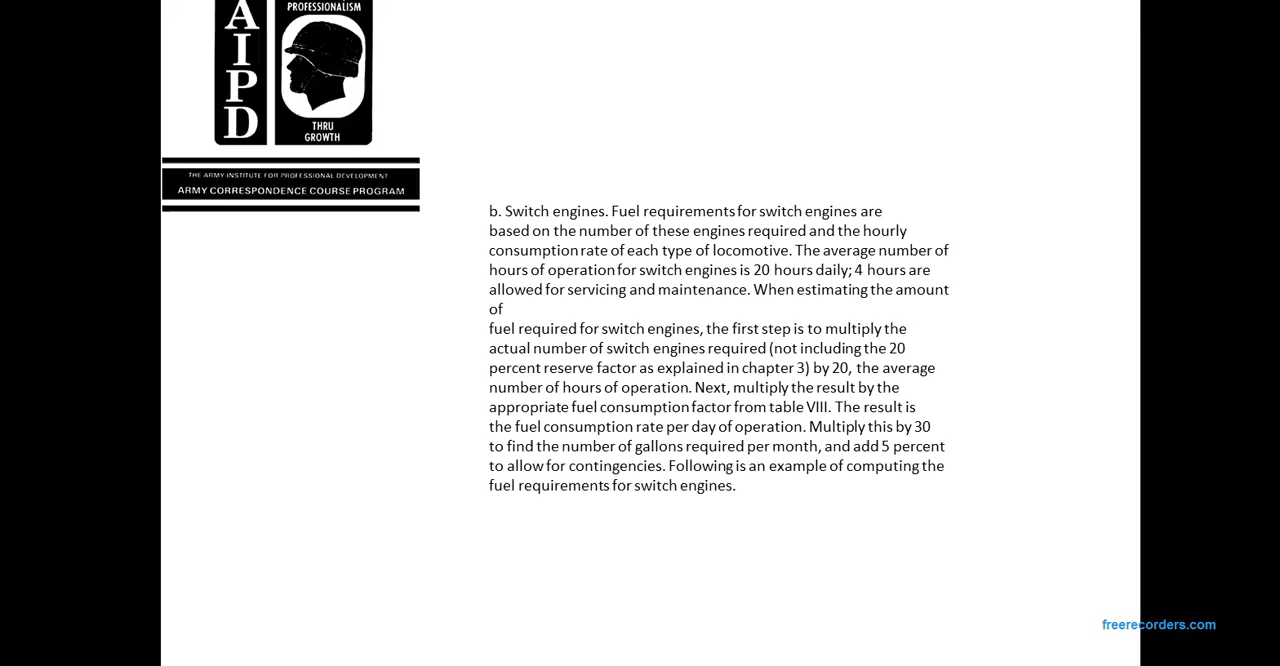 A
I
P
D
PROFESSIONALISM
THRU
GROWTH
THE ARMY INSTITUTE FOR PROFESSIONAL DEVELOPMENT
ARMY CORRESPONDENCE COURSE PROGRAM
b. Switch engines. Fuel requirements for switch engines are
based on the number of these engines required and the hourly
consumption rate of each type of locomotive. The average number of
hours of operation for switch engines is 20 hours daily; 4 hours are
allowed for servicing and maintenance. When estimating the amount
of
fuel required for switch engines, the first step is to multiply the
actual number of switch engines required (not including the 20
percent reserve factor as explained in chapter 3) by 20, the average
number of hours of operation. Next, multiply the result by the
appropriate fuel consumption factor from table VIII. The result is
the fuel consumption rate per day of operation. Multiply this by 30
to find the number of gallons required per month, and add 5 percent
to allow for contingencies. Following is an example of computing the
fuel requirements for switch engines.
freerecorders.com